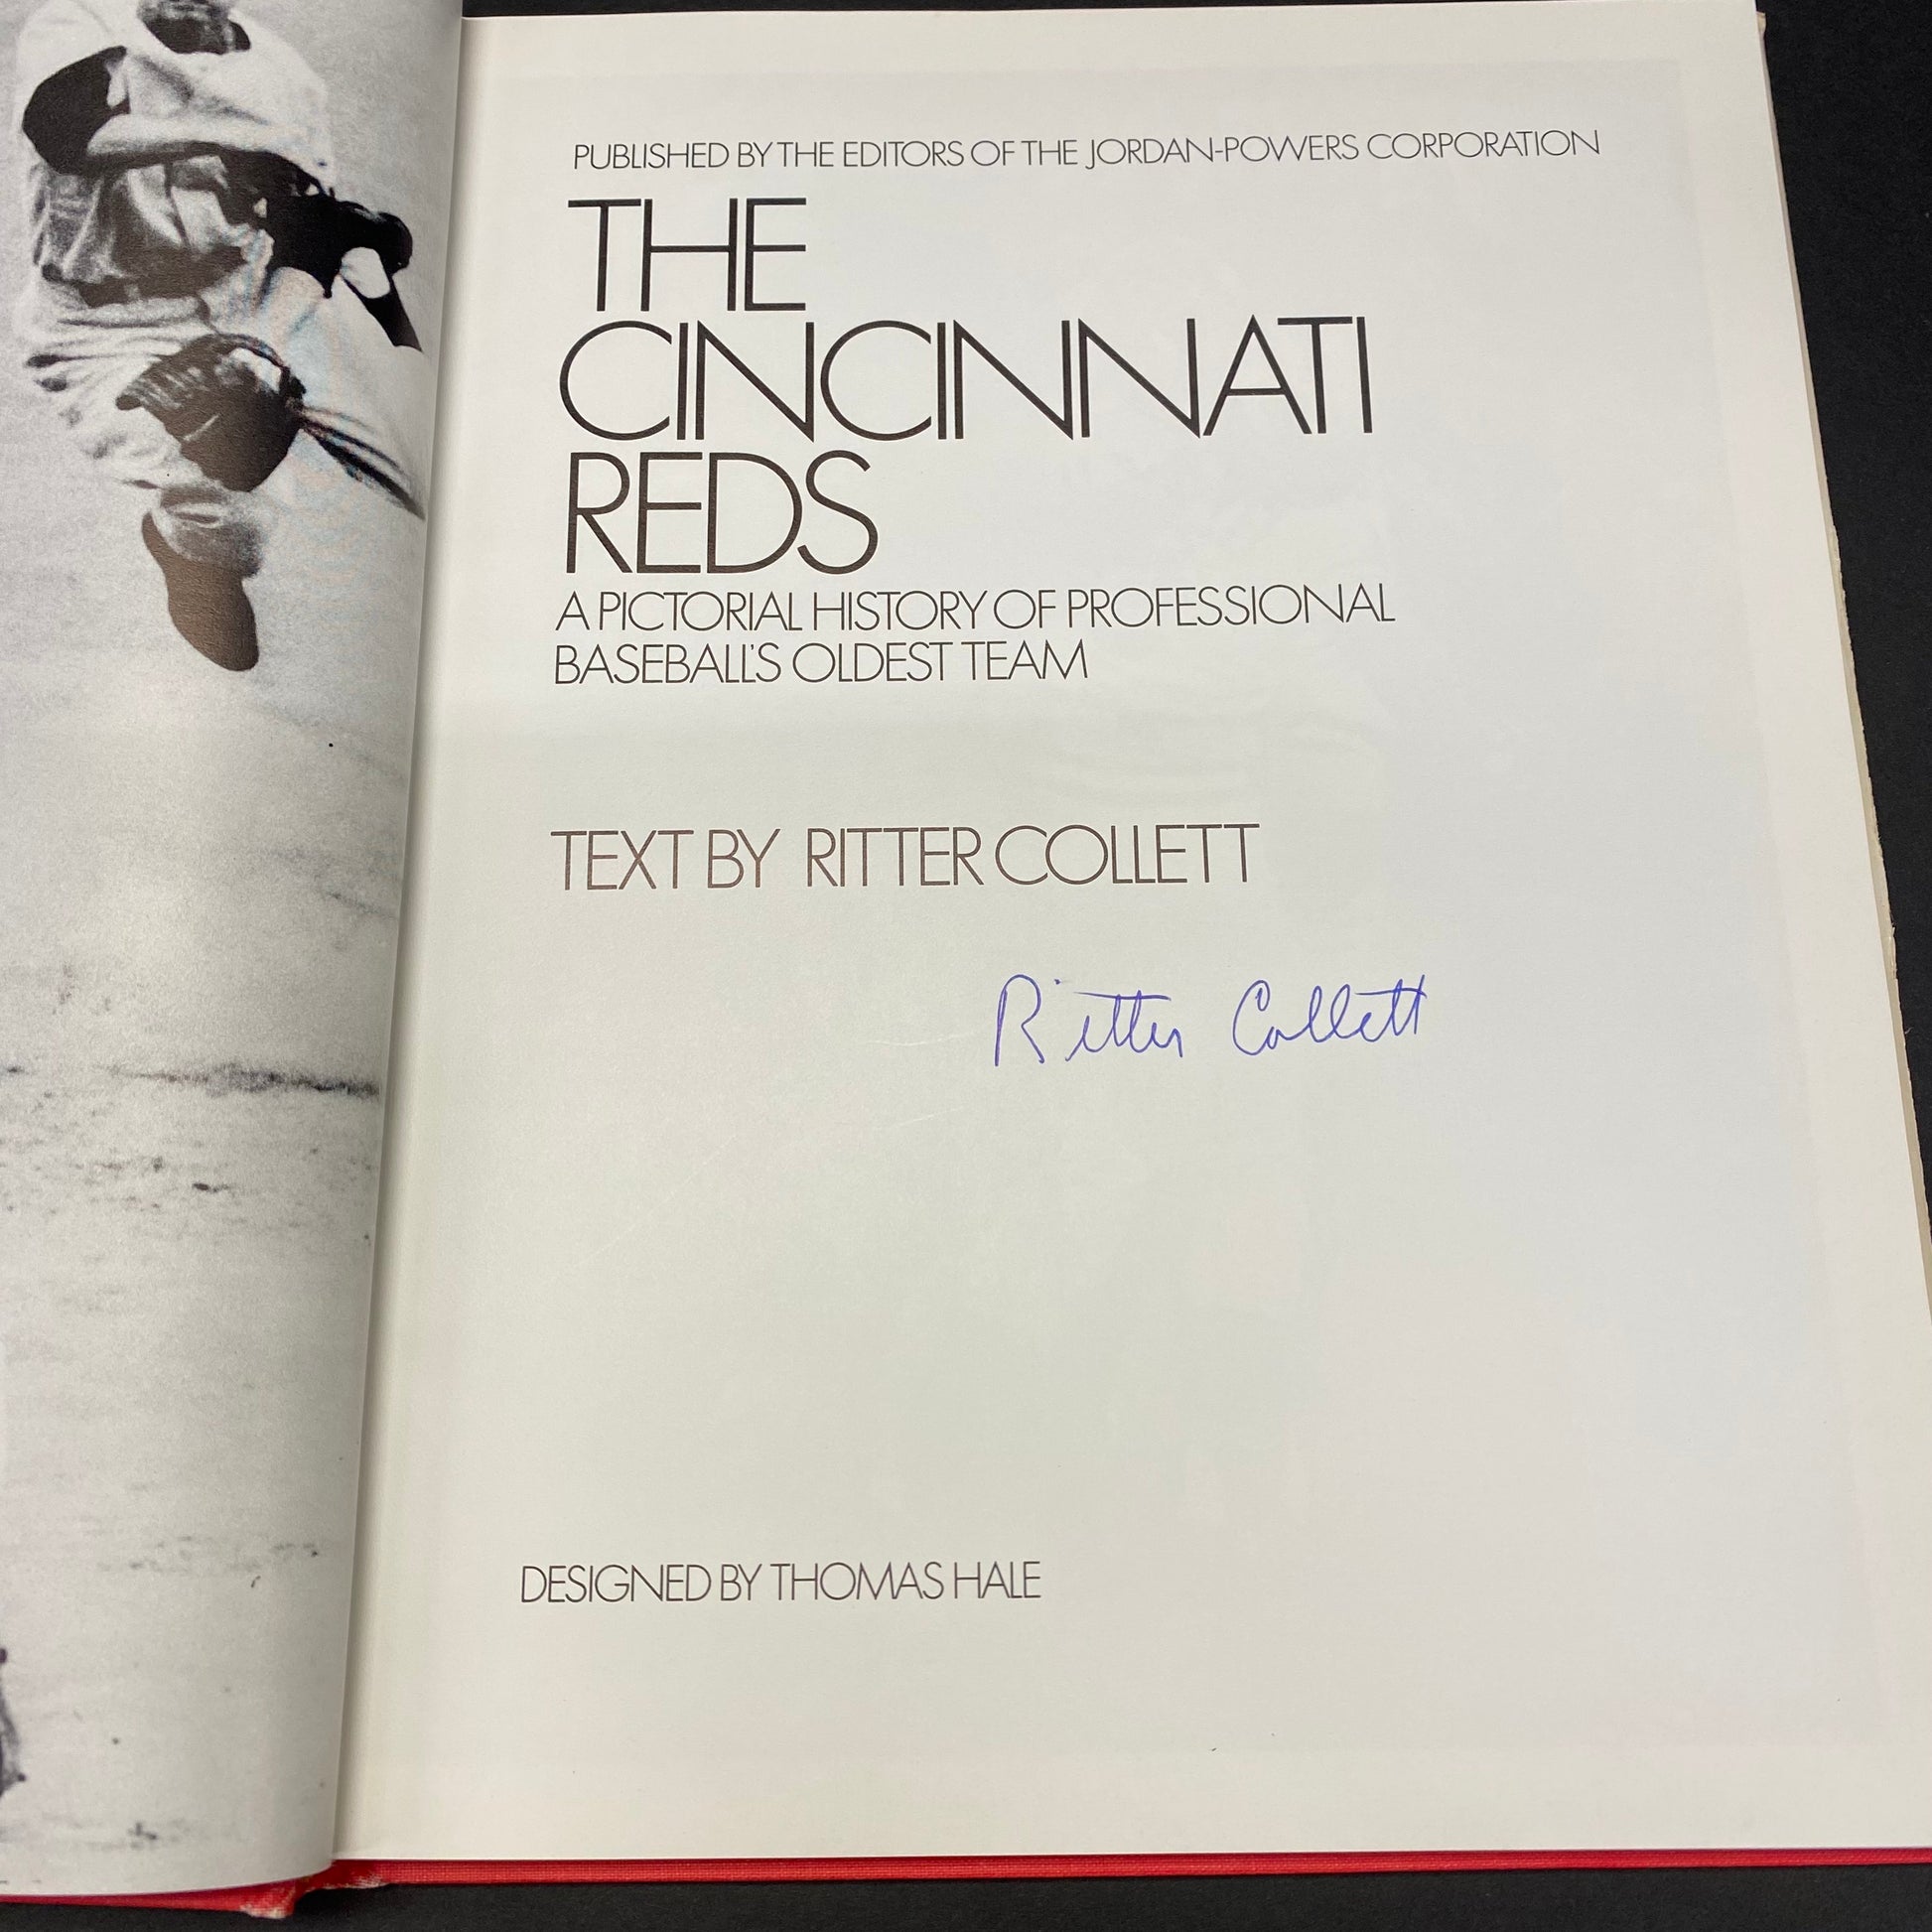 PUBLISHED BY THE EDITORS OF THE JORDAN-POWERS CORPORATION
THE
CINCINNATI
REDS
A PICTORIAL HISTORY OF PROFESSIONAL
BASEBALL'S OLDEST TEAM
TEXT BY RITTER COLLETT
Ritter Collett
DESIGNED BY THOMAS HALE